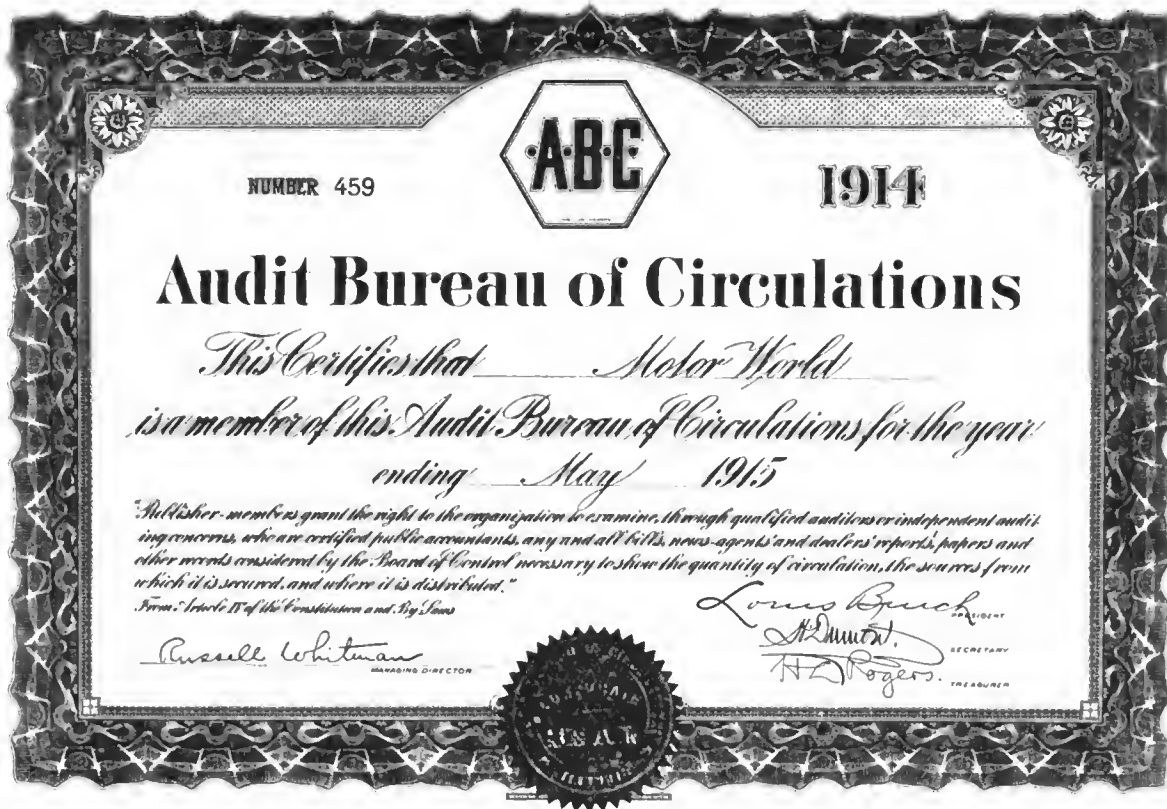 A·B·C
NUMBER 459
1914
Audit Bureau of Circulations
This Certifies that Motor World
is a member of this Audit Bureau of Circulations for the year
ending May 1915
"Publisher-members grant the right to the organization to examine, through qualified auditors or independent audit
ing concerns, who are certified public accountants, any and all bills, news-agents' and dealers' reports, papers and
other records considered by the Board of Control necessary to show the quantity of circulation, the sources from
which it is secured, and where it is distributed."
From: Article IV of the Constitution and By Laws
Louis Bruch
PRESIDENT
SECRETARY
Russell Whitman
MANAGING DIRECTOR
Rogers.
TREASURER